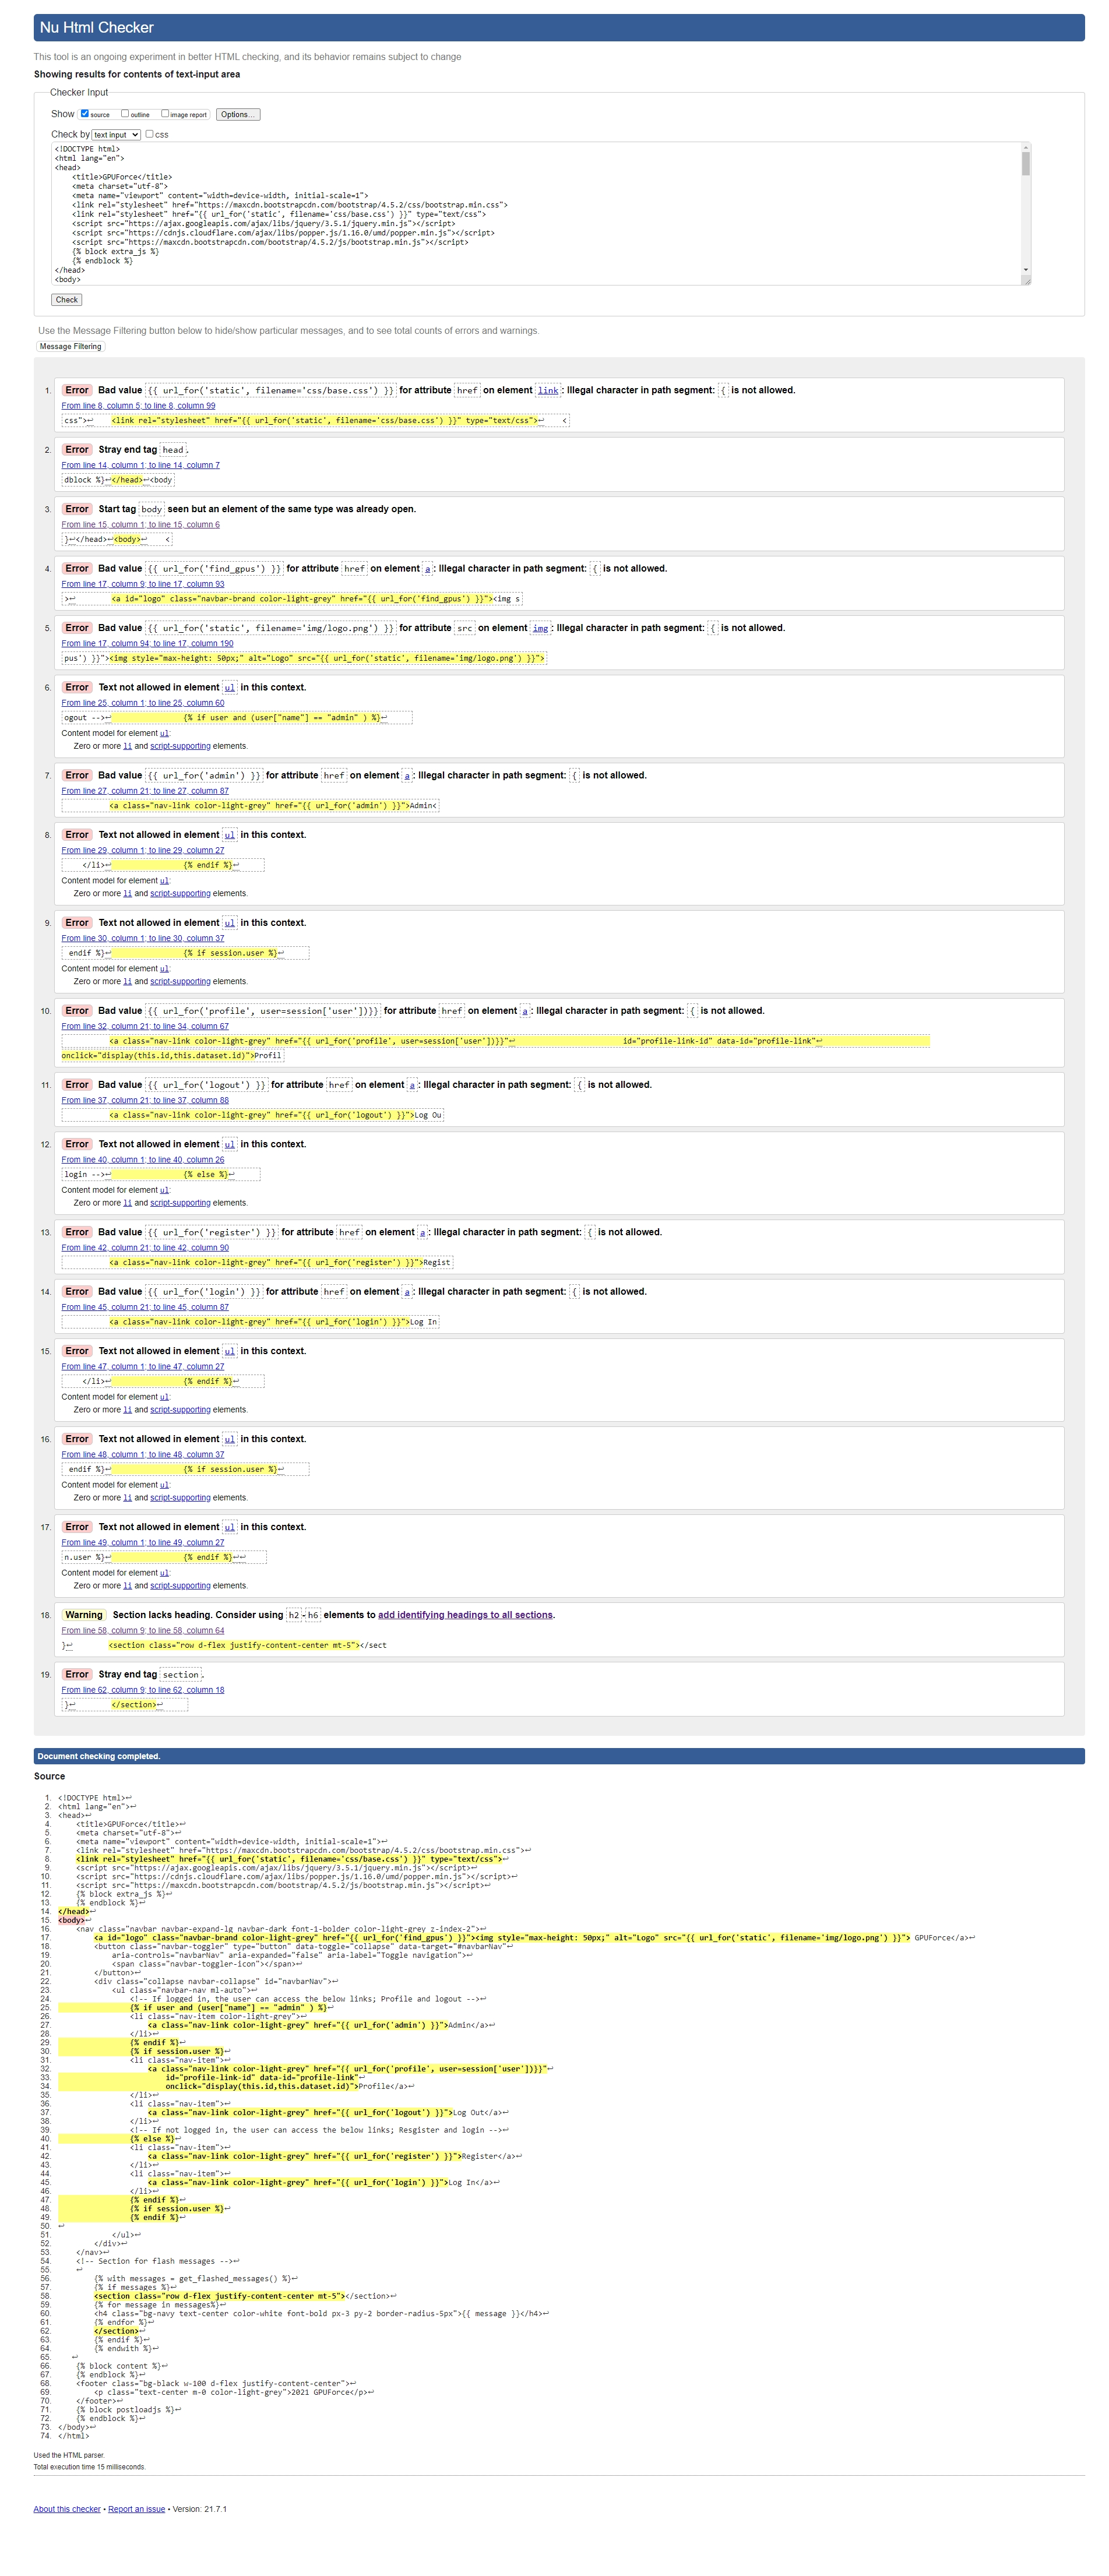 Nu Html Checker
This tool is an ongoing experiment in better HTML checking, and its behavior remains subject to change
Showing results for contents of text-input area
Checker Input
Show source outline image report Options...
Check by text input css
<!DOCTYPE html>
<html lang="en">
<head>
    <title>GPUForce</title>
    <meta charset="utf-8">
    <meta name="viewport" content="width=device-width, initial-scale=1">
    <link rel="stylesheet" href="https://maxcdn.bootstrapcdn.com/bootstrap/4.5.2/css/bootstrap.min.css">
    <link rel="stylesheet" href="{{ url_for('static', filename='css/base.css') }}" type="text/css">
    <script src="https://ajax.googleapis.com/ajax/libs/jquery/3.5.1/jquery.min.js"></script>
    <script src="https://cdnjs.cloudflare.com/ajax/libs/popper.js/1.16.0/umd/popper.min.js"></script>
    <script src="https://maxcdn.bootstrapcdn.com/bootstrap/4.5.2/js/bootstrap.min.js"></script>
    {% block extra_js %}
    {% endblock %}
</head>
<body>
Check
Use the Message Filtering button below to hide/show particular messages, and to see total counts of errors and warnings.
Message Filtering
1. Error Bad value {{ url_for('static', filename='css/base.css') }} for attribute href on element link: Illegal character in path segment: { is not allowed.
From line 8, column 5; to line 8, column 99
css">↩    <link rel="stylesheet" href="{{ url_for('static', filename='css/base.css') }}" type="text/css">↩    <
2. Error Stray end tag head.
From line 14, column 1; to line 14, column 7
dblock %}↩</head>↩<body
3. Error Start tag body seen but an element of the same type was already open.
From line 15, column 1; to line 15, column 6
}↩</head>↩<body>↩    <
4. Error Bad value {{ url_for('find_gpus') }} for attribute href on element a: Illegal character in path segment: { is not allowed.
From line 17, column 9; to line 17, column 93
>↩        <a id="logo" class="navbar-brand color-light-grey" href="{{ url_for('find_gpus') }}"><img s
5. Error Bad value {{ url_for('static', filename='img/logo.png') }} for attribute src on element img: Illegal character in path segment: { is not allowed.
From line 17, column 94; to line 17, column 190
pus') }}"><img style="max-height: 50px;" alt="Logo" src="{{ url_for('static', filename='img/logo.png') }}">
6. Error Text not allowed in element ul in this context.
From line 25, column 1; to line 25, column 60
ogout -->↩                {% if user and (user["name"] == "admin" ) %}↩
Content model for element ul:
Zero or more li and script-supporting elements.
7. Error Bad value {{ url_for('admin') }} for attribute href on element a: Illegal character in path segment: { is not allowed.
From line 27, column 21; to line 27, column 87
<a class="nav-link color-light-grey" href="{{ url_for('admin') }}">Admin<
8. Error Text not allowed in element ul in this context.
From line 29, column 1; to line 29, column 27
</li>↩                {% endif %}↩
Content model for element ul:
Zero or more li and script-supporting elements.
9. Error Text not allowed in element ul in this context.
From line 30, column 1; to line 30, column 37
endif %}↩                {% if session.user %}↩
Content model for element ul:
Zero or more li and script-supporting elements.
10. Error Bad value {{ url_for('profile', user=session['user'])}} for attribute href on element a: Illegal character in path segment: { is not allowed.
From line 32, column 21; to line 34, column 67
<a class="nav-link color-light-grey" href="{{ url_for('profile', user=session['user'])}}"↩                        id="profile-link-id" data-id="profile-link"↩
onclick="display(this.id,this.dataset.id)">Profil
11. Error Bad value {{ url_for('logout') }} for attribute href on element a: Illegal character in path segment: { is not allowed.
From line 37, column 21; to line 37, column 88
<a class="nav-link color-light-grey" href="{{ url_for('logout') }}">Log Ou
12. Error Text not allowed in element ul in this context.
From line 40, column 1; to line 40, column 26
login -->↩                {% else %}↩
Content model for element ul:
Zero or more li and script-supporting elements.
13. Error Bad value {{ url_for('register') }} for attribute href on element a: Illegal character in path segment: { is not allowed.
From line 42, column 21; to line 42, column 90
<a class="nav-link color-light-grey" href="{{ url_for('register') }}">Regist
14. Error Bad value {{ url_for('login') }} for attribute href on element a: Illegal character in path segment: { is not allowed.
From line 45, column 21; to line 45, column 87
<a class="nav-link color-light-grey" href="{{ url_for('login') }}">Log In
15. Error Text not allowed in element ul in this context.
From line 47, column 1; to line 47, column 27
</li>↩                {% endif %}↩
Content model for element ul:
Zero or more li and script-supporting elements.
16. Error Text not allowed in element ul in this context.
From line 48, column 1; to line 48, column 37
endif %}↩                {% if session.user %}↩
Content model for element ul:
Zero or more li and script-supporting elements.
17. Error Text not allowed in element ul in this context.
From line 49, column 1; to line 49, column 27
n.user %}↩                {% endif %}↩↩
Content model for element ul:
Zero or more li and script-supporting elements.
18. Warning Section lacks heading. Consider using h2-h6 elements to add identifying headings to all sections.
From line 58, column 9; to line 58, column 64
}↩        <section class="row d-flex justify-content-center mt-5"></sect
19. Error Stray end tag section.
From line 62, column 9; to line 62, column 18
}↩        </section>↩
Document checking completed.
Source
1. <!DOCTYPE html>↩
2. <html lang="en">↩
3. <head>↩
4.     <title>GPUForce</title>↩
5.     <meta charset="utf-8">↩
6.     <meta name="viewport" content="width=device-width, initial-scale=1">↩
7.     <link rel="stylesheet" href="https://maxcdn.bootstrapcdn.com/bootstrap/4.5.2/css/bootstrap.min.css">↩
8.     <link rel="stylesheet" href="{{ url_for('static', filename='css/base.css') }}" type="text/css">↩
9.     <script src="https://ajax.googleapis.com/ajax/libs/jquery/3.5.1/jquery.min.js"></script>↩
10.     <script src="https://cdnjs.cloudflare.com/ajax/libs/popper.js/1.16.0/umd/popper.min.js"></script>↩
11.     <script src="https://maxcdn.bootstrapcdn.com/bootstrap/4.5.2/js/bootstrap.min.js"></script>↩
12.     {% block extra_js %}↩
13.     {% endblock %}↩
14. </head>↩
15. <body>↩
16.     <nav class="navbar navbar-expand-lg navbar-dark font-1-bolder color-light-grey z-index-2">↩
17.         <a id="logo" class="navbar-brand color-light-grey" href="{{ url_for('find_gpus') }}"><img style="max-height: 50px;" alt="Logo" src="{{ url_for('static', filename='img/logo.png') }}"> GPUForce</a>↩
18.         <button class="navbar-toggler" type="button" data-toggle="collapse" data-target="#navbarNav"↩
19.             aria-controls="navbarNav" aria-expanded="false" aria-label="Toggle navigation">↩
20.             <span class="navbar-toggler-icon"></span>↩
21.         </button>↩
22.         <div class="collapse navbar-collapse" id="navbarNav">↩
23.             <ul class="navbar-nav ml-auto">↩
24.                 <!-- If logged in, the user can access the below links; Profile and logout -->↩
25.                 {% if user and (user["name"] == "admin" ) %}↩
26.                 <li class="nav-item color-light-grey">↩
27.                     <a class="nav-link color-light-grey" href="{{ url_for('admin') }}">Admin</a>↩
28.                 </li>↩
29.                 {% endif %}↩
30.                 {% if session.user %}↩
31.                 <li class="nav-item">↩
32.                     <a class="nav-link color-light-grey" href="{{ url_for('profile', user=session['user'])}}"↩
33.                         id="profile-link-id" data-id="profile-link"↩
34.                         onclick="display(this.id,this.dataset.id)">Profile</a>↩
35.                 </li>↩
36.                 <li class="nav-item">↩
37.                     <a class="nav-link color-light-grey" href="{{ url_for('logout') }}">Log Out</a>↩
38.                 </li>↩
39.                 <!-- If not logged in, the user can access the below links; Resgister and login -->↩
40.                 {% else %}↩
41.                 <li class="nav-item">↩
42.                     <a class="nav-link color-light-grey" href="{{ url_for('register') }}">Register</a>↩
43.                 </li>↩
44.                 <li class="nav-item">↩
45.                     <a class="nav-link color-light-grey" href="{{ url_for('login') }}">Log In</a>↩
46.                 </li>↩
47.                 {% endif %}↩
48.                 {% if session.user %}↩
49.                 {% endif %}↩
50. ↩
51.             </ul>↩
52.         </div>↩
53.     </nav>↩
54.     <!-- Section for flash messages -->↩
55.     ↩
56.         {% with messages = get_flashed_messages() %}↩
57.         {% if messages %}↩
58.         <section class="row d-flex justify-content-center mt-5"></section>↩
59.         {% for message in messages%}↩
60.         <h4 class="bg-navy text-center color-white font-bold px-3 py-2 border-radius-5px">{{ message }}</h4>↩
61.         {% endfor %}↩
62.         </section>↩
63.         {% endif %}↩
64.         {% endwith %}↩
65.    ↩
66.     {% block content %}↩
67.     {% endblock %}↩
68.     <footer class="bg-black w-100 d-flex justify-content-center">↩
69.         <p class="text-center m-0 color-light-grey">2021 GPUForce</p>↩
70.     </footer>↩
71.     {% block postloadjs %}↩
72.     {% endblock %}↩
73. </body>↩
74. </html>
Used the HTML parser.
Total execution time 15 milliseconds.
About this checker • Report an issue • Version: 21.7.1